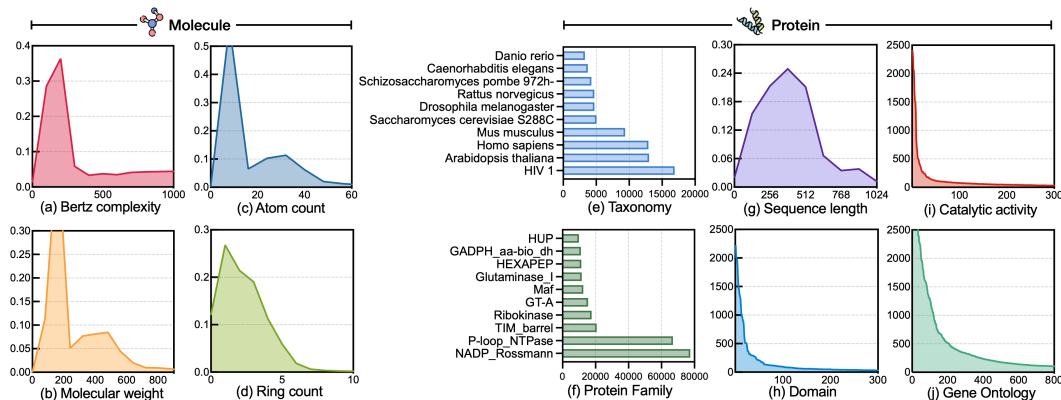 Molecule
Protein
0.4
0.3
0.2
0.1
0.0
0
500
1000
(a) Bertz complexity
0.5
0.4
0.3
0.2
0.1
0.0
0
20
40
60
(c) Atom count
Danio rerio
Caenorhabditis elegans
Schizosaccharomyces pombe 972h-
Rattus norvegicus
Drosophila melanogaster
Saccharomyces cerevisiae S288C
Mus musculus
Homo sapiens
Arabidopsis thaliana
HIV 1
0
5000
10000
15000
20000
(e) Taxonomy
0.30
0.24
0.18
0.12
0.06
0.00
0
256
512
768
1024
(g) Sequence length
2500
2000
1500
1000
500
0
100
200
300
(i) Catalytic activity
0.30
0.25
0.20
0.15
0.10
0.05
0.00
0
200
400
600
800
(b) Molecular weight
0.3
0.2
0.1
0.0
0
5
10
(d) Ring count
HUP
GADPH_aa-bio_dh
HEXAPEP
Glutaminase_I
Maf
GT-A
Ribokinase
TIM_barrel
P-loop_NTPase
NADP_Rossmann
0
20000
40000
60000
80000
(f) Protein Family
2500
2000
1500
1000
500
0
100
200
300
(h) Domain
2500
2000
1500
1000
500
0
0
200
400
600
800
(j) Gene Ontology